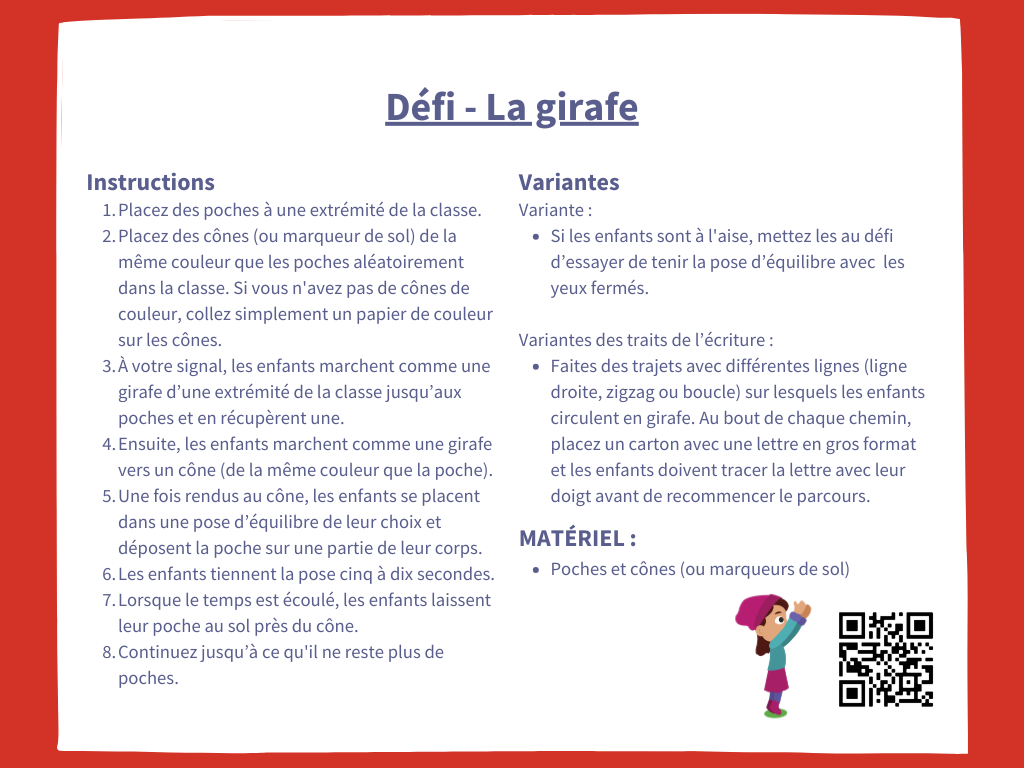 Défi - La girafe
Instructions
1. Placez des poches à une extrémité de la classe.
2. Placez des cônes (ou marqueur de sol) de la
même couleur que les poches aléatoirement
dans la classe. Si vous n'avez pas de cônes de
couleur, collez simplement un papier de couleur
sur les cônes.
3. À votre signal, les enfants marchent comme une
girafe d’une extrémité de la classe jusqu’aux
poches et en récupèrent une.
4. Ensuite, les enfants marchent comme une girafe
vers un cône (de la même couleur que la poche).
5. Une fois rendus au cône, les enfants se placent
dans une pose d’équilibre de leur choix et
déposent la poche sur une partie de leur corps.
6. Les enfants tiennent la pose cinq à dix secondes.
7. Lorsque le temps est écoulé, les enfants laissent
leur poche au sol près du cône.
8. Continuez jusqu’à ce qu'il ne reste plus de
poches.
Variantes
Variante :
• Si les enfants sont à l'aise, mettez les au défi
d’essayer de tenir la pose d’équilibre avec  les
yeux fermés.
Variantes des traits de l’écriture :
• Faites des trajets avec différentes lignes (ligne
droite, zigzag ou boucle) sur lesquels les enfants
circulent en girafe. Au bout de chaque chemin,
placez un carton avec une lettre en gros format
et les enfants doivent tracer la lettre avec leur
doigt avant de recommencer le parcours.
MATÉRIEL :
• Poches et cônes (ou marqueurs de sol)